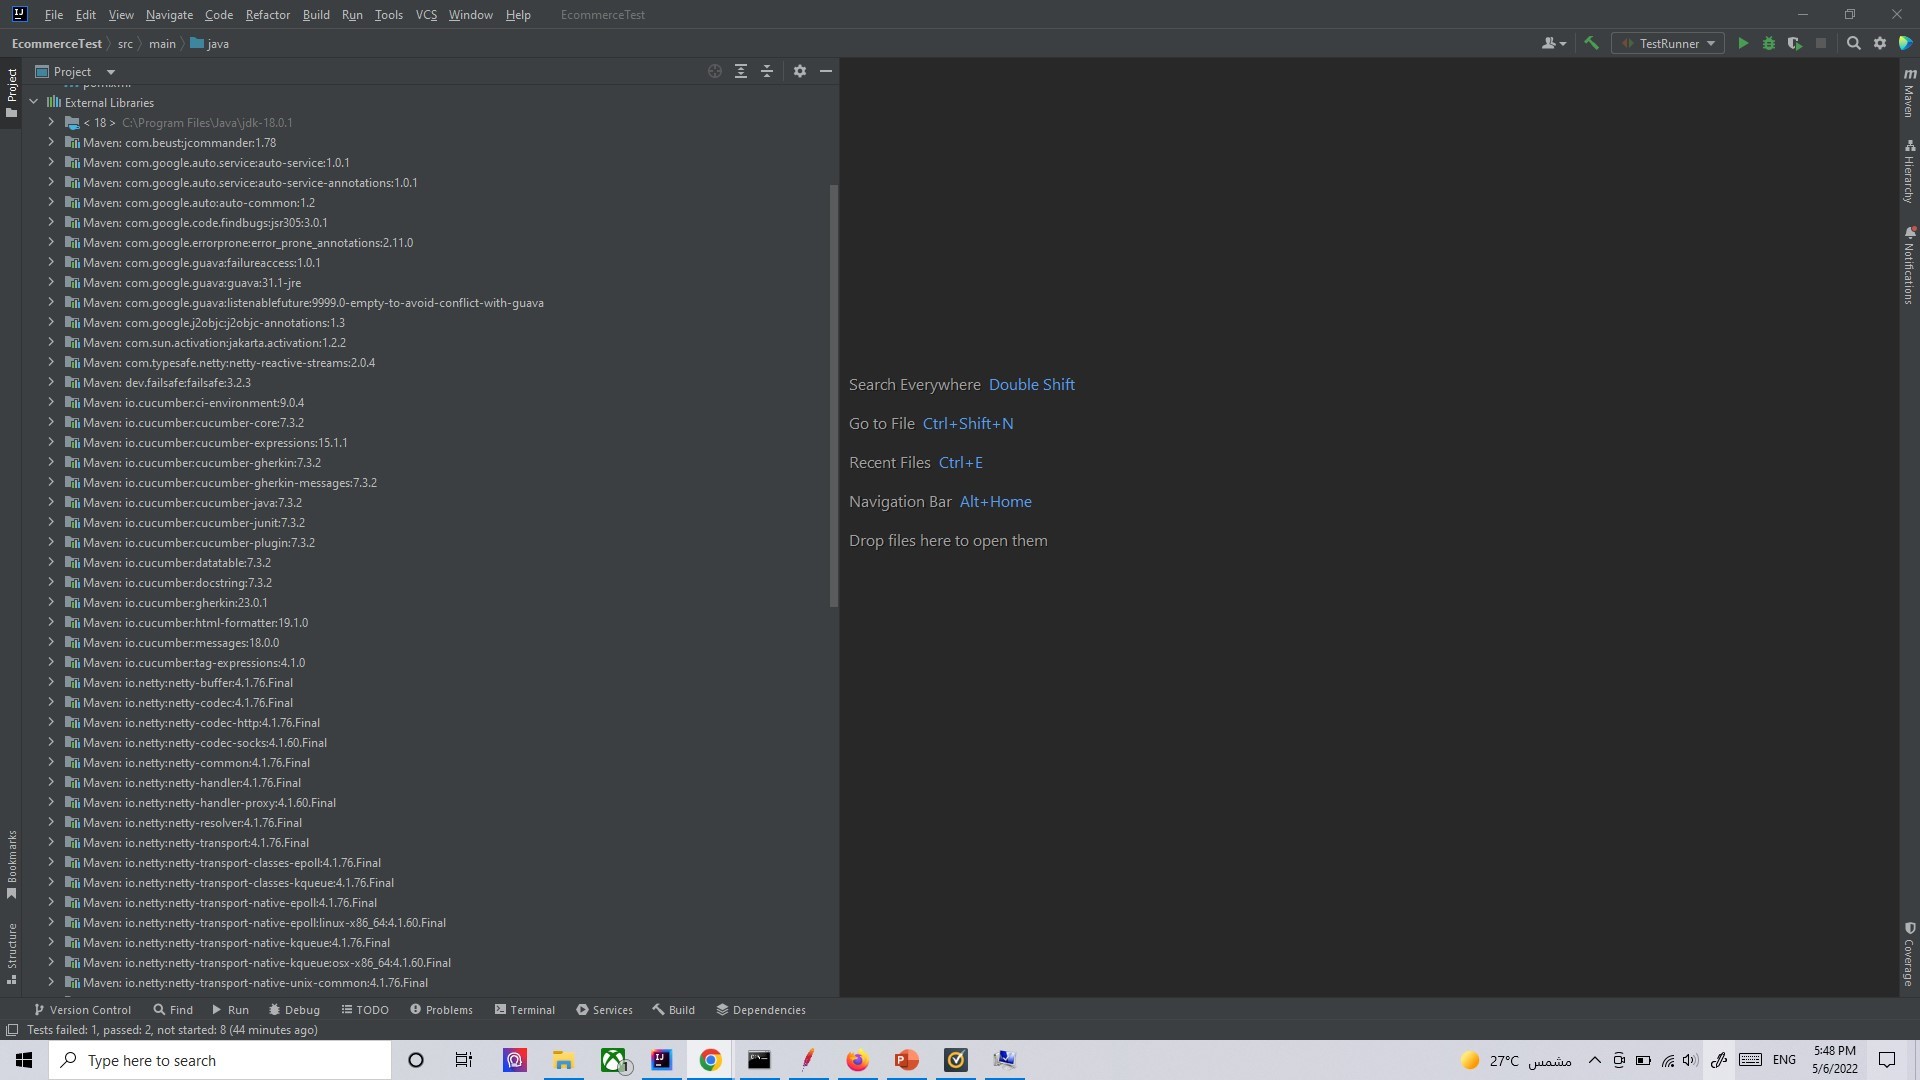 File Edit View Navigate Code Refactor Build Run Tools VCS Window Help EcommerceTest
EcommerceTest src main java TestRunner
Project
External Libraries
< 18 > C:\Program Files\Java\jdk-18.0.1
Maven: com.beust:jcommander:1.78
Maven: com.google.auto.service:auto-service:1.0.1
Maven: com.google.auto.service:auto-service-annotations:1.0.1
Maven: com.google.auto:auto-common:1.2
Maven: com.google.code.findbugs:jsr305:3.0.1
Maven: com.google.errorprone:error_prone_annotations:2.11.0
Maven: com.google.guava:failureaccess:1.0.1
Maven: com.google.guava:guava:31.1-jre
Maven: com.google.guava:listenablefuture:9999.0-empty-to-avoid-conflict-with-guava
Maven: com.google.j2objc:j2objc-annotations:1.3
Maven: com.sun.activation:jakarta.activation:1.2.2
Maven: com.typesafe.netty:netty-reactive-streams:2.0.4
Maven: dev.failsafe:failsafe:3.2.3
Maven: io.cucumber:ci-environment:9.0.4
Maven: io.cucumber:cucumber-core:7.3.2
Maven: io.cucumber:cucumber-expressions:15.1.1
Maven: io.cucumber:cucumber-gherkin:7.3.2
Maven: io.cucumber:cucumber-gherkin-messages:7.3.2
Maven: io.cucumber:cucumber-java:7.3.2
Maven: io.cucumber:cucumber-junit:7.3.2
Maven: io.cucumber:cucumber-plugin:7.3.2
Maven: io.cucumber:datatable:7.3.2
Maven: io.cucumber:docstring:7.3.2
Maven: io.cucumber:gherkin:23.0.1
Maven: io.cucumber:html-formatter:19.1.0
Maven: io.cucumber:messages:18.0.0
Maven: io.cucumber:tag-expressions:4.1.0
Maven: io.netty:netty-buffer:4.1.76.Final
Maven: io.netty:netty-codec:4.1.76.Final
Maven: io.netty:netty-codec-http:4.1.76.Final
Maven: io.netty:netty-codec-socks:4.1.60.Final
Maven: io.netty:netty-common:4.1.76.Final
Maven: io.netty:netty-handler:4.1.76.Final
Maven: io.netty:netty-handler-proxy:4.1.60.Final
Maven: io.netty:netty-resolver:4.1.76.Final
Maven: io.netty:netty-transport:4.1.76.Final
Maven: io.netty:netty-transport-classes-epoll:4.1.76.Final
Maven: io.netty:netty-transport-classes-kqueue:4.1.76.Final
Maven: io.netty:netty-transport-native-epoll:4.1.76.Final
Maven: io.netty:netty-transport-native-epoll:linux-x86_64:4.1.60.Final
Maven: io.netty:netty-transport-native-kqueue:4.1.76.Final
Maven: io.netty:netty-transport-native-kqueue:osx-x86_64:4.1.60.Final
Maven: io.netty:netty-transport-native-unix-common:4.1.76.Final
Search Everywhere Double Shift
Go to File Ctrl+Shift+N
Recent Files Ctrl+E
Navigation Bar Alt+Home
Drop files here to open them
Project
Bookmarks
Structure
Maven
Hierarchy
Notifications
Coverage
Version Control Find Run Debug TODO Problems Terminal Services Build Dependencies
Tests failed: 1, passed: 2, not started: 8 (44 minutes ago)
Type here to search
27°C مشمس
ENG
5:48 PM
5/6/2022